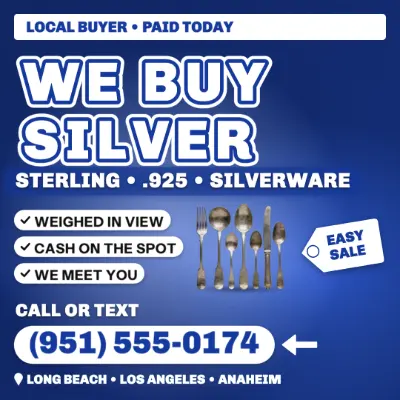 LOCAL BUYER • PAID TODAY
WE BUY
SILVER
STERLING • .925 • SILVERWARE
✓ WEIGHED IN VIEW
✓ CASH ON THE SPOT
✓ WE MEET YOU
EASY
SALE
CALL OR TEXT
(951) 555-0174
LONG BEACH • LOS ANGELES • ANAHEIM